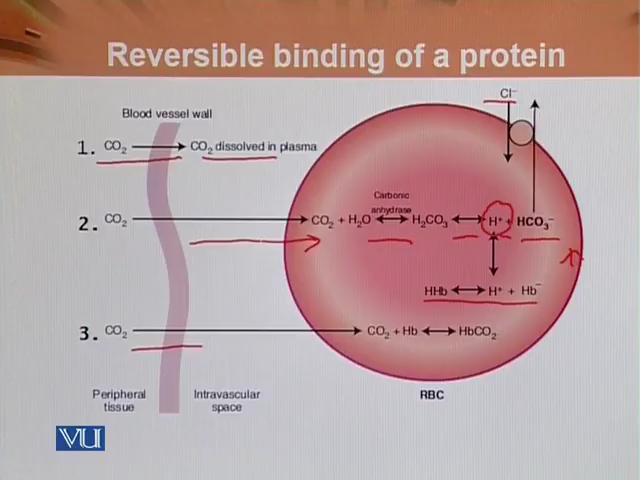 Reversible binding of a protein
Blood vessel wall
Cl⁻
1. CO₂ → CO₂ dissolved in plasma
Carbonic
anhydrase
2. CO₂ → CO₂ + H₂O ↔ H₂CO₃ ↔ H⁺ + HCO₃⁻
HHb ↔ H⁺ + Hb⁻
3. CO₂ → CO₂ + Hb ↔ HbCO₂
Peripheral
tissue
Intravascular
space
RBC
VU